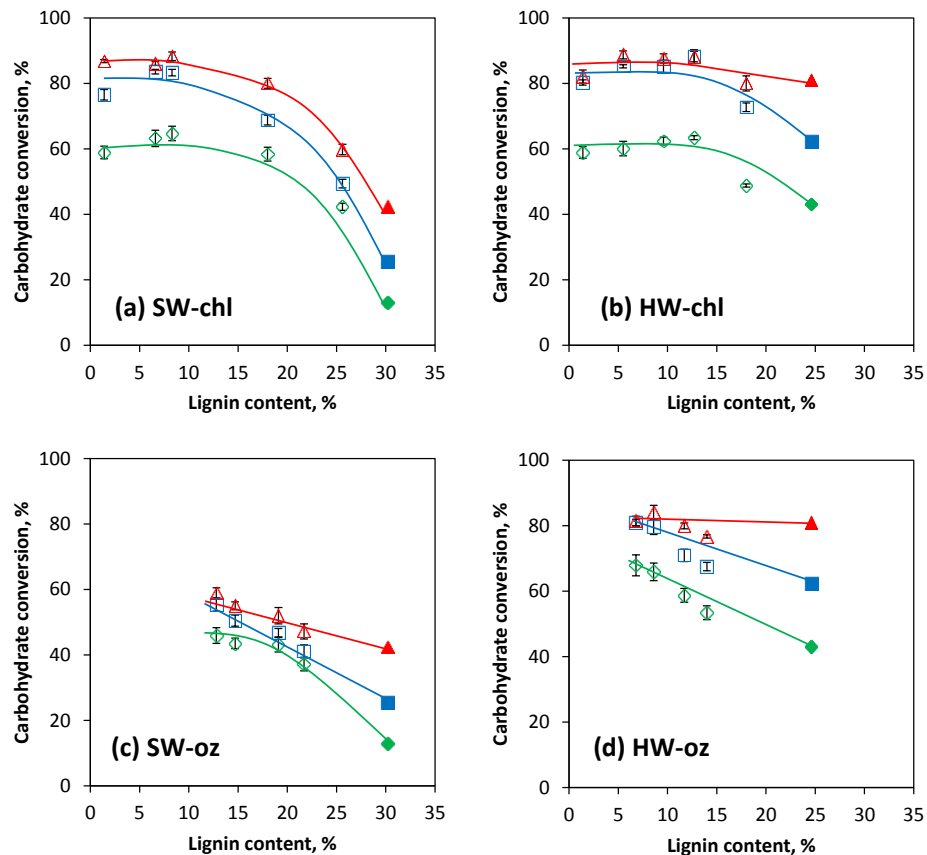 100
80
60
40
20
0
Carbohydrate conversion, %
(a) SW-chl
0 5 10 15 20 25 30 35
Lignin content, %
100
80
60
40
20
0
Carbohydrate conversion, %
(b) HW-chl
0 5 10 15 20 25 30 35
Lignin content, %
100
80
60
40
20
0
Carbohydrate conversion, %
(c) SW-oz
0 5 10 15 20 25 30 35
Lignin content, %
100
80
60
40
20
0
Carbohydrate conversion, %
(d) HW-oz
0 5 10 15 20 25 30 35
Lignin content, %